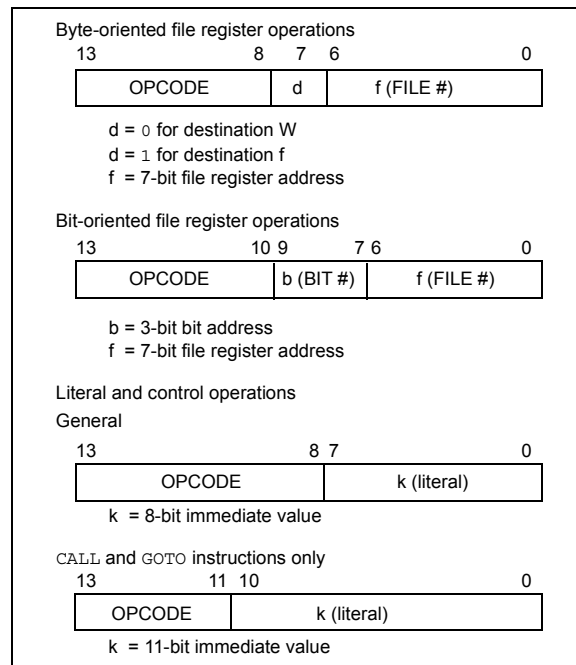 Byte-oriented file register operations
13 8 7 6 0
OPCODE d f (FILE #)
d = 0 for destination W
d = 1 for destination f
f = 7-bit file register address
Bit-oriented file register operations
13 10 9 7 6 0
OPCODE b (BIT #) f (FILE #)
b = 3-bit bit address
f = 7-bit file register address
Literal and control operations
General
13 8 7 0
OPCODE k (literal)
k = 8-bit immediate value
CALL and GOTO instructions only
13 11 10 0
OPCODE k (literal)
k = 11-bit immediate value